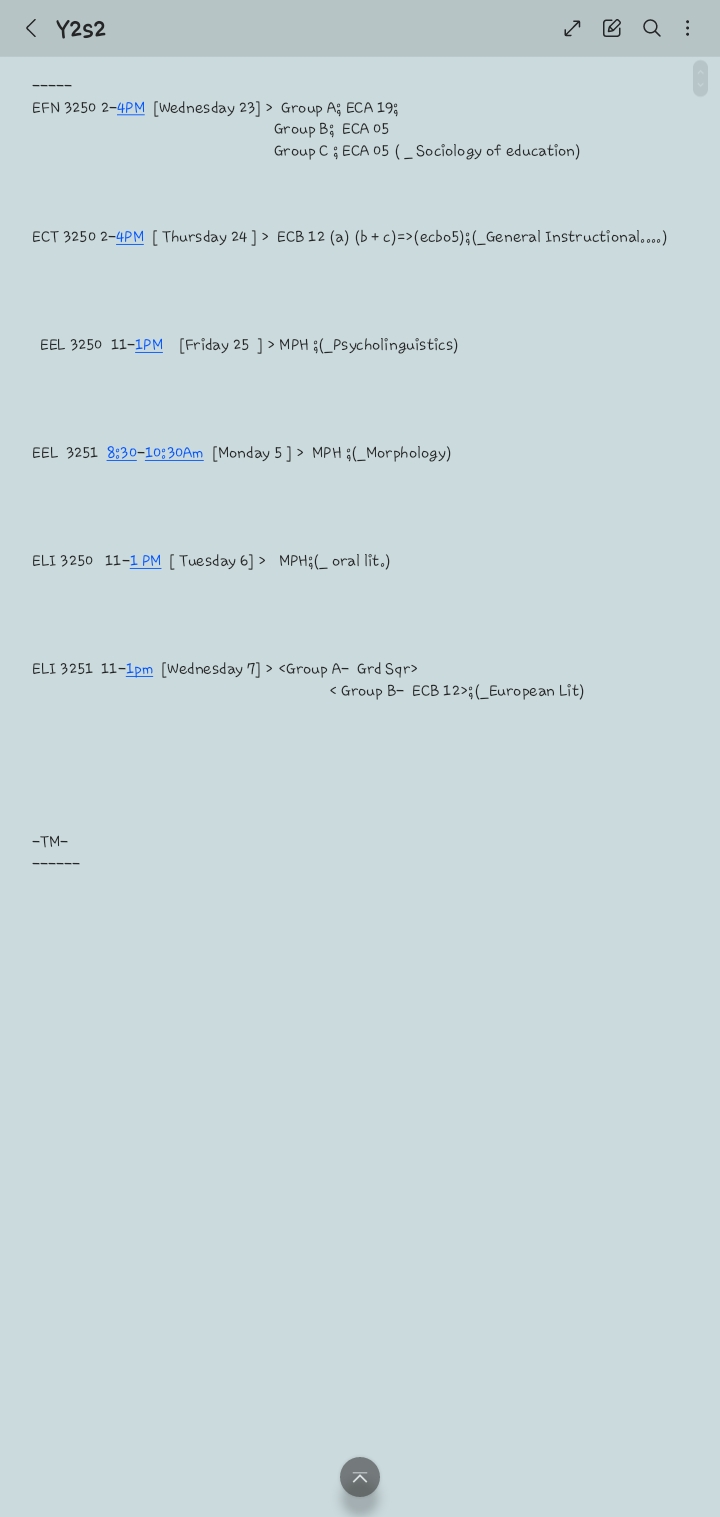 Y2s2
-----
EFN 3250 2-4PM [Wednesday 23] > Group A; ECA 19;
Group B; ECA 05
Group C ; ECA 05 ( _ Sociology of education)
ECT 3250 2-4PM [ Thursday 24 ] > ECB 12 (a) (b + c)=>(ecbo5);(_General Instructional....)
EEL 3250 11-1PM [Friday 25 ] > MPH ;(_Psycholinguistics)
EEL 3251 8:30-10:30Am [Monday 5 ] > MPH ;(_Morphology)
ELI 3250 11-1 PM [ Tuesday 6] > MPH;(_ oral lit.)
ELI 3251 11-1pm [Wednesday 7] > <Group A- Grd Sqr>
< Group B- ECB 12>;(_European Lit)
-TM-
------